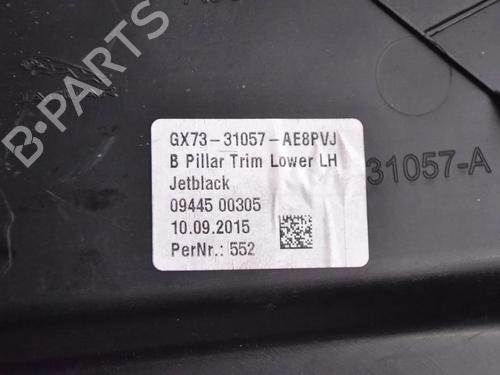 GX73-31057-AE8PVJ
B Pillar Trim Lower LH
Jetblack
09445 00305
10.09.2015
PerNr.: 552
31057-A
B-PARTS